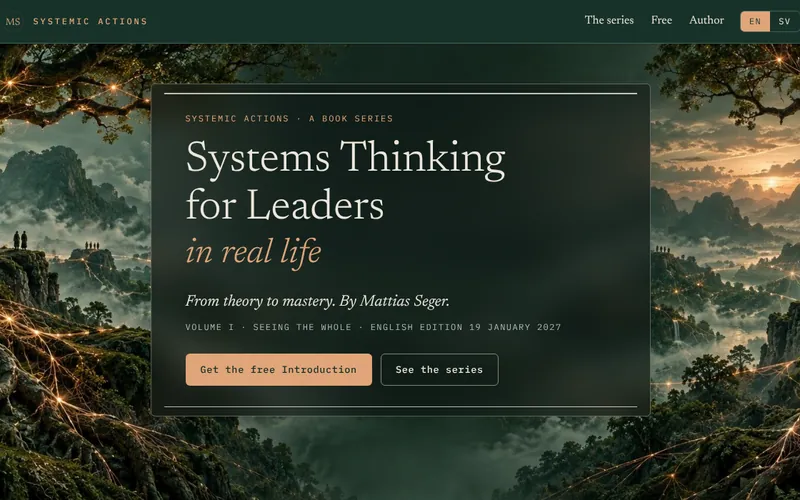 MS SYSTEMIC ACTIONS The series Free Author EN SV
SYSTEMIC ACTIONS · A BOOK SERIES
Systems Thinking
for Leaders
in real life
From theory to mastery. By Mattias Seger.
VOLUME I · SEEING THE WHOLE · ENGLISH EDITION 19 JANUARY 2027
Get the free Introduction See the series